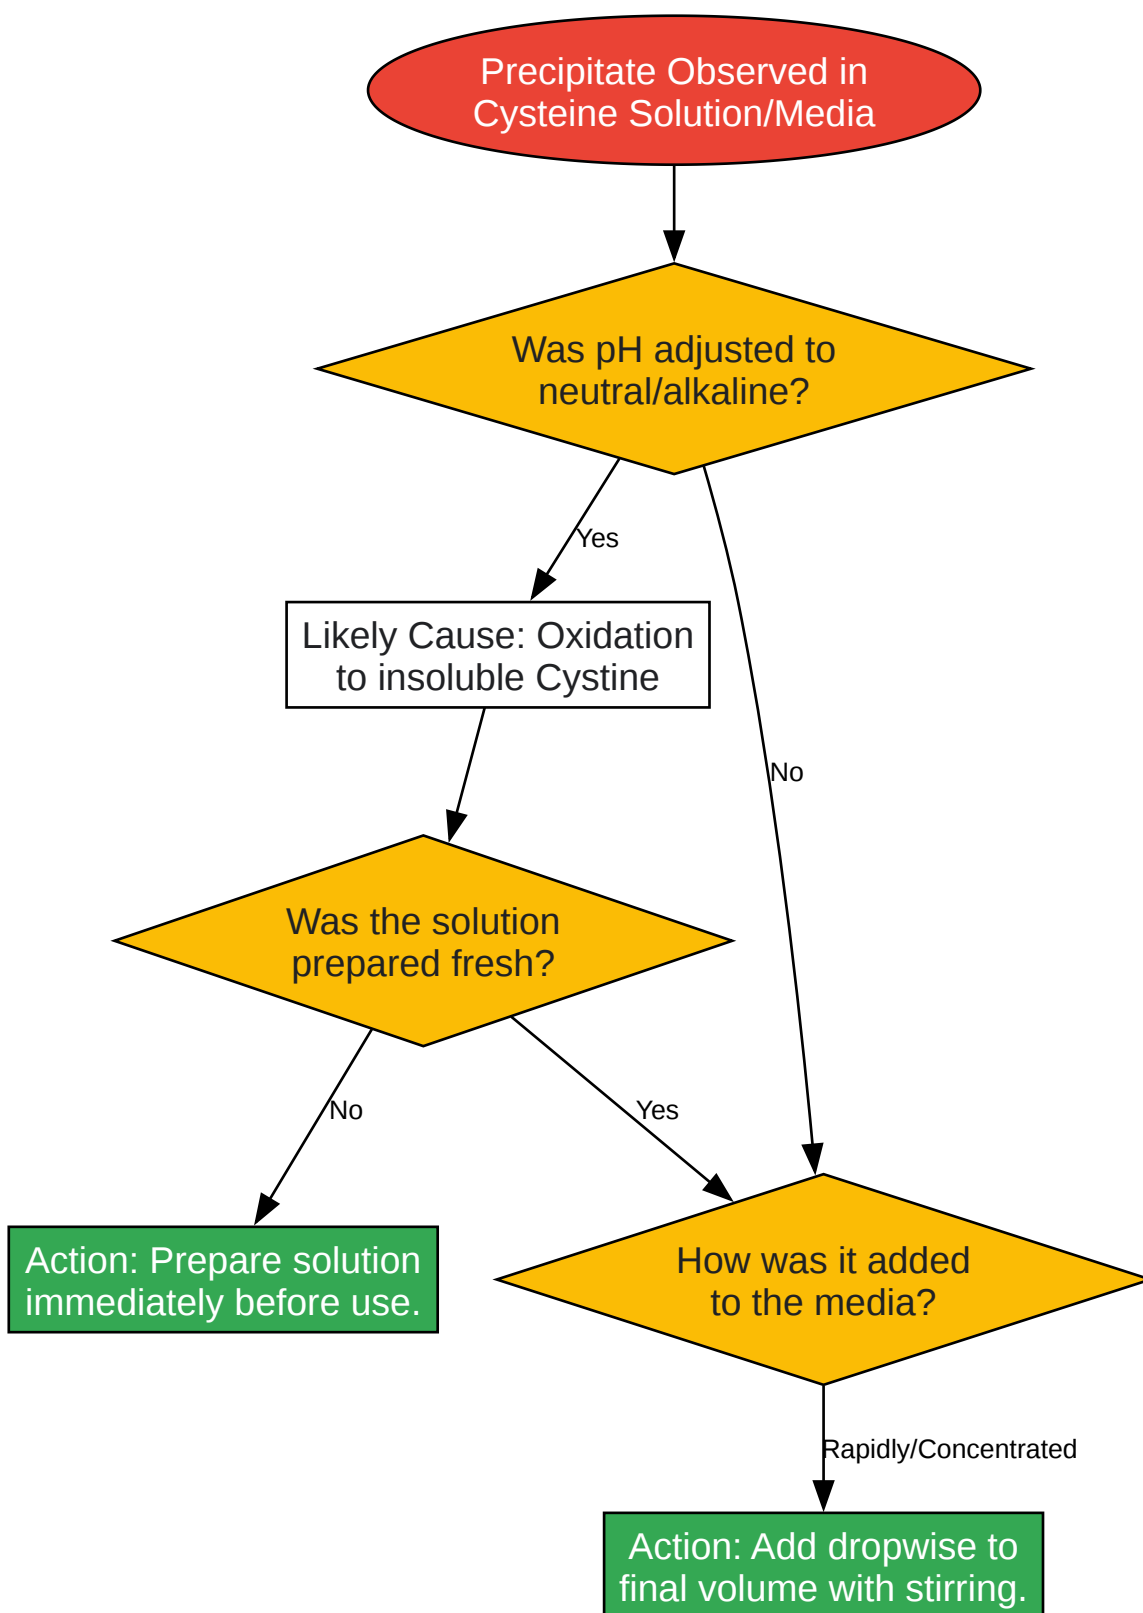 Precipitate Observed in
Cysteine Solution/Media
Was pH adjusted to
neutral/alkaline?
Yes
Likely Cause: Oxidation
to insoluble Cystine
No
Was the solution
prepared fresh?
No
Yes
Action: Prepare solution
immediately before use.
How was it added
to the media?
Rapidly/Concentrated
Action: Add dropwise to
final volume with stirring.